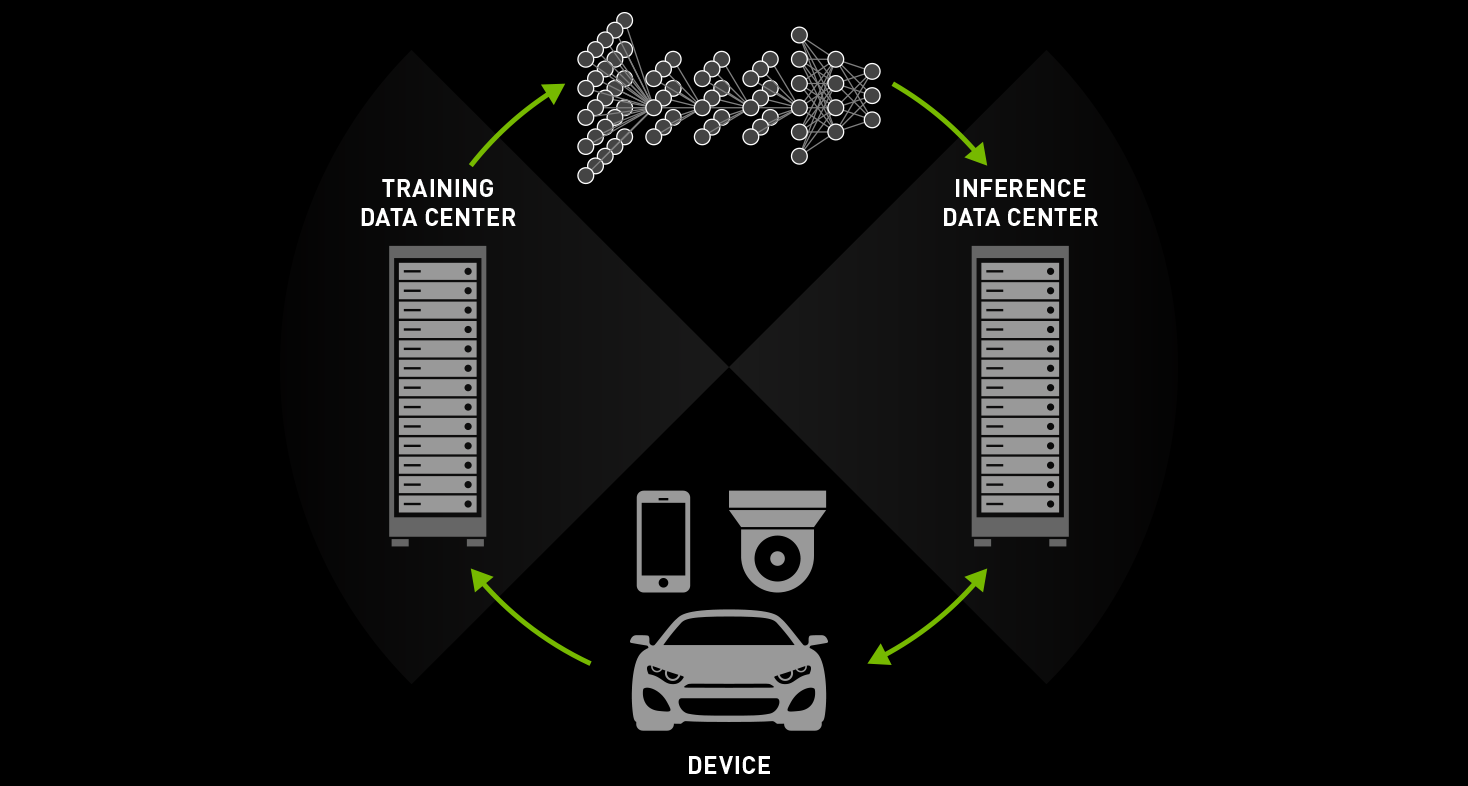 TRAINING
DATA CENTER
INFERENCE
DATA CENTER
DEVICE